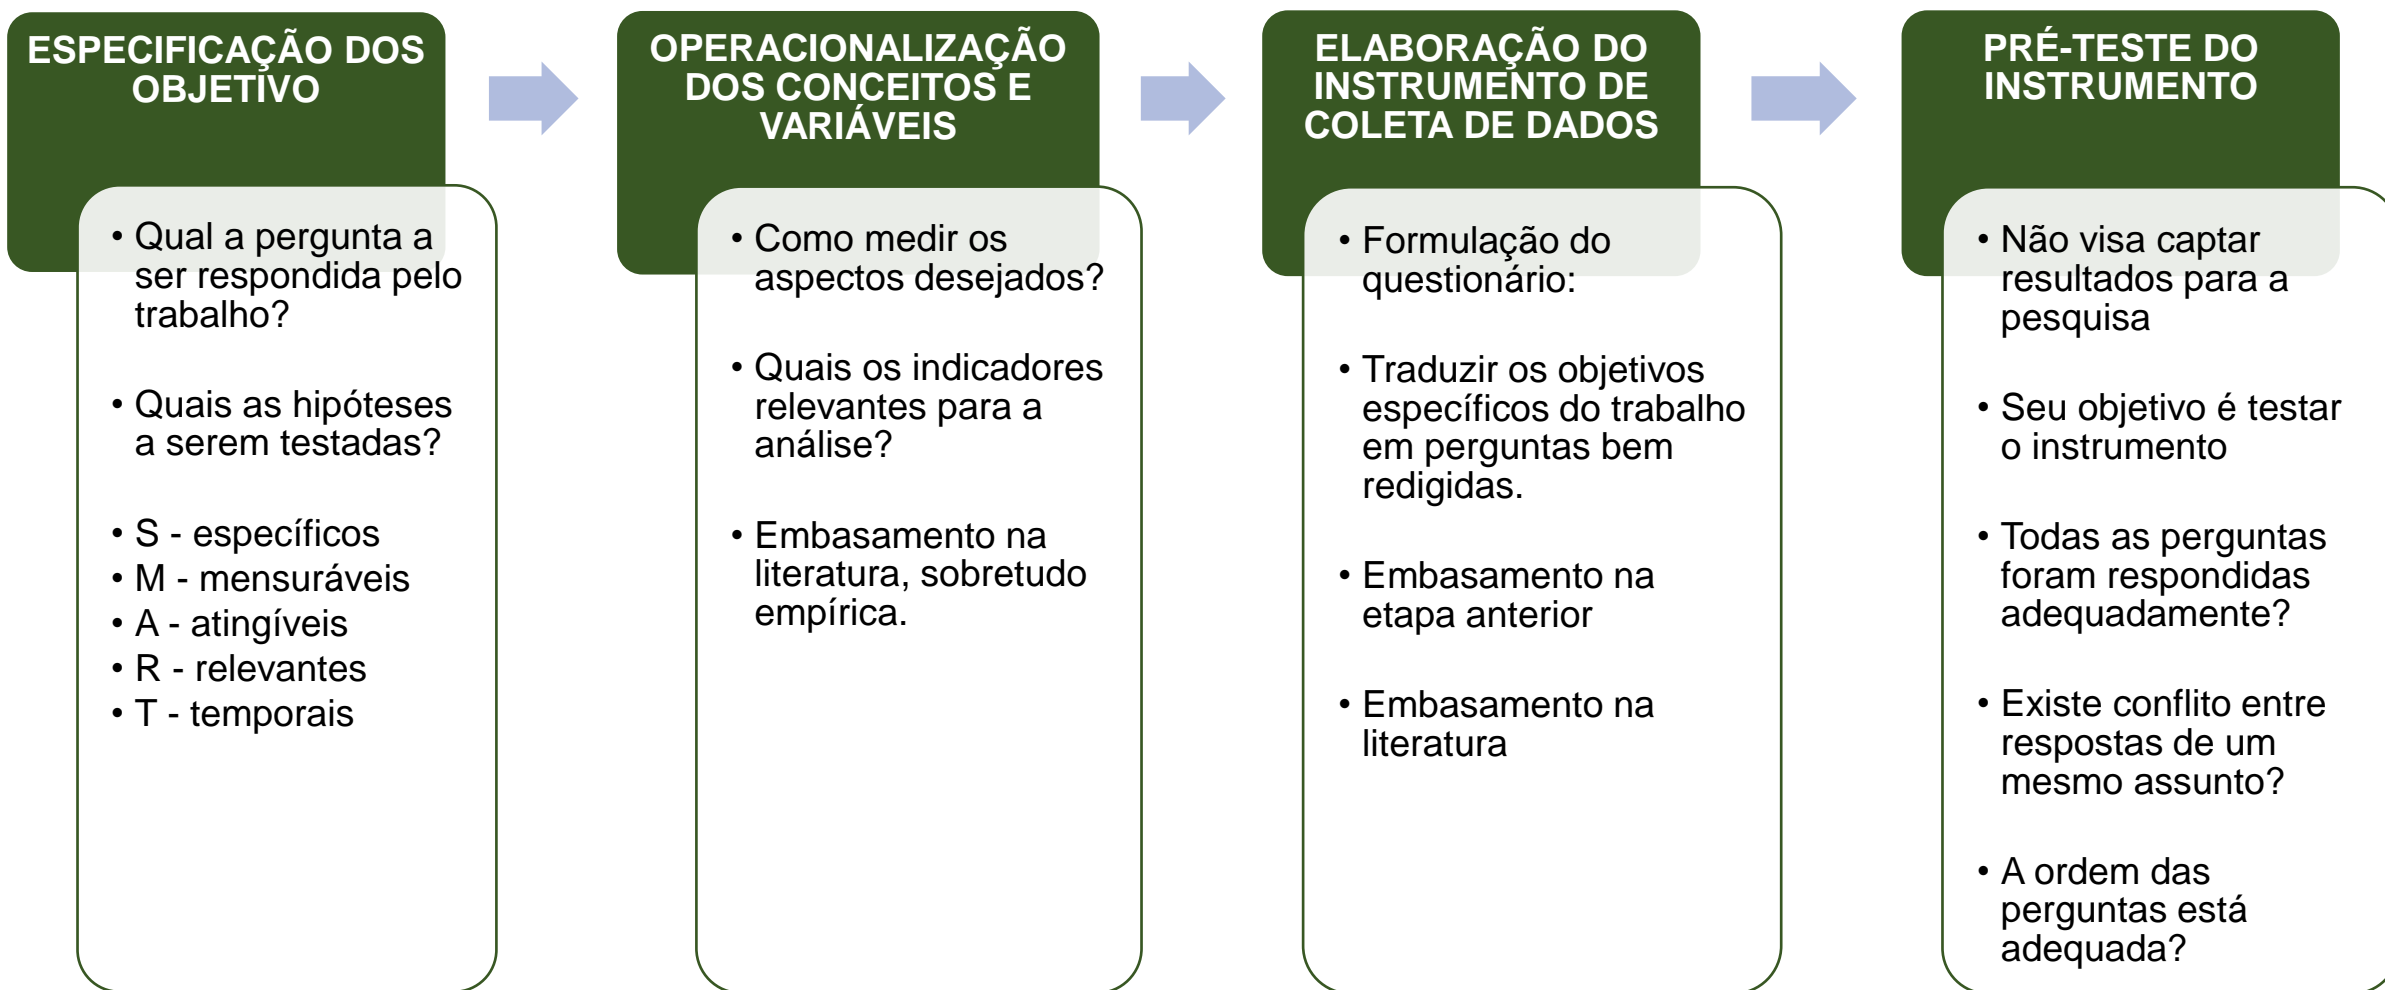 ESPECIFICAÇÃO DOS
OBJETIVO
• Qual a pergunta a
ser respondida pelo
trabalho?
• Quais as hipóteses
a serem testadas?
• S - específicos
• M - mensuráveis
• A - atingíveis
• R - relevantes
• T - temporais
OPERACIONALIZAÇÃO
DOS CONCEITOS E
VARIÁVEIS
• Como medir os
aspectos desejados?
• Quais os indicadores
relevantes para a
análise?
• Embasamento na
literatura, sobretudo
empírica.
ELABORAÇÃO DO
INSTRUMENTO DE
COLETA DE DADOS
• Formulação do
questionário:
• Traduzir os objetivos
específicos do trabalho
em perguntas bem
redigidas.
• Embasamento na
etapa anterior
• Embasamento na
literatura
PRÉ-TESTE DO
INSTRUMENTO
• Não visa captar
resultados para a
pesquisa
• Seu objetivo é testar
o instrumento
• Todas as perguntas
foram respondidas
adequadamente?
• Existe conflito entre
respostas de um
mesmo assunto?
• A ordem das
perguntas está
adequada?